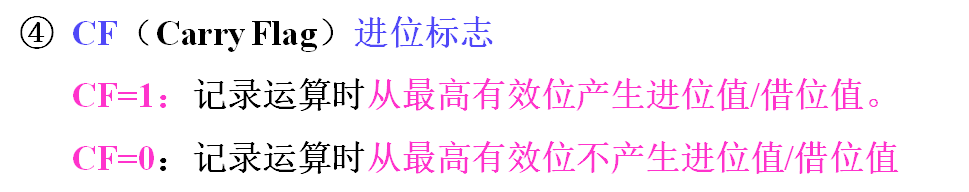 ④ CF（Carry Flag）进位标志
CF=1：记录运算时从最高有效位产生进位值/借位值。
CF=0：记录运算时从最高有效位不产生进位值/借位值